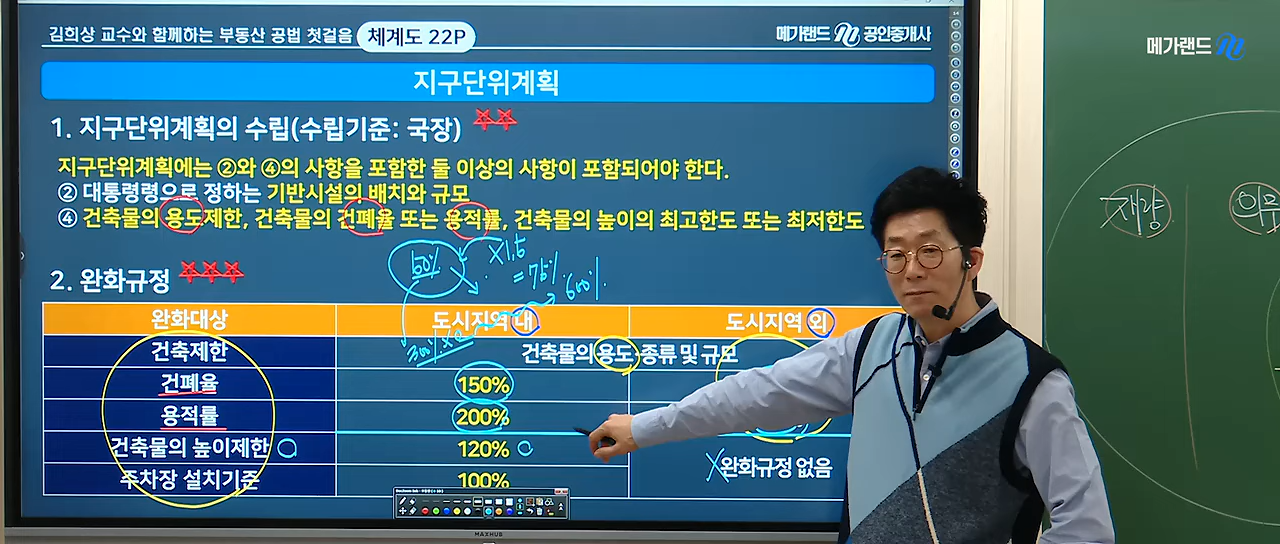 김희상 교수와 함께하는 부동산 공법 첫걸음 체계도 22P
메가랜드 공인중개사
메가랜드
지구단위계획
1. 지구단위계획의 수립(수립기준: 국장)
지구단위계획에는 ②와 ④의 사항을 포함한 둘 이상의 사항이 포함되어야 한다.
② 대통령령으로 정하는 기반시설의 배치와 규모
④ 건축물의 용도제한, 건축물의 건폐율 또는 용적률, 건축물의 높이의 최고한도 또는 최저한도
재량
2. 완화규정
50% X1.5
=75%. 600%.
300%X2
완화대상 도시지역 내 도시지역 외
건축제한 건축물의 용도·종류 및 규모
건폐율 150%
용적률 200%
건축물의 높이제한 120% 완화규정 없음
주차장 설치기준 100%
MAXHUB